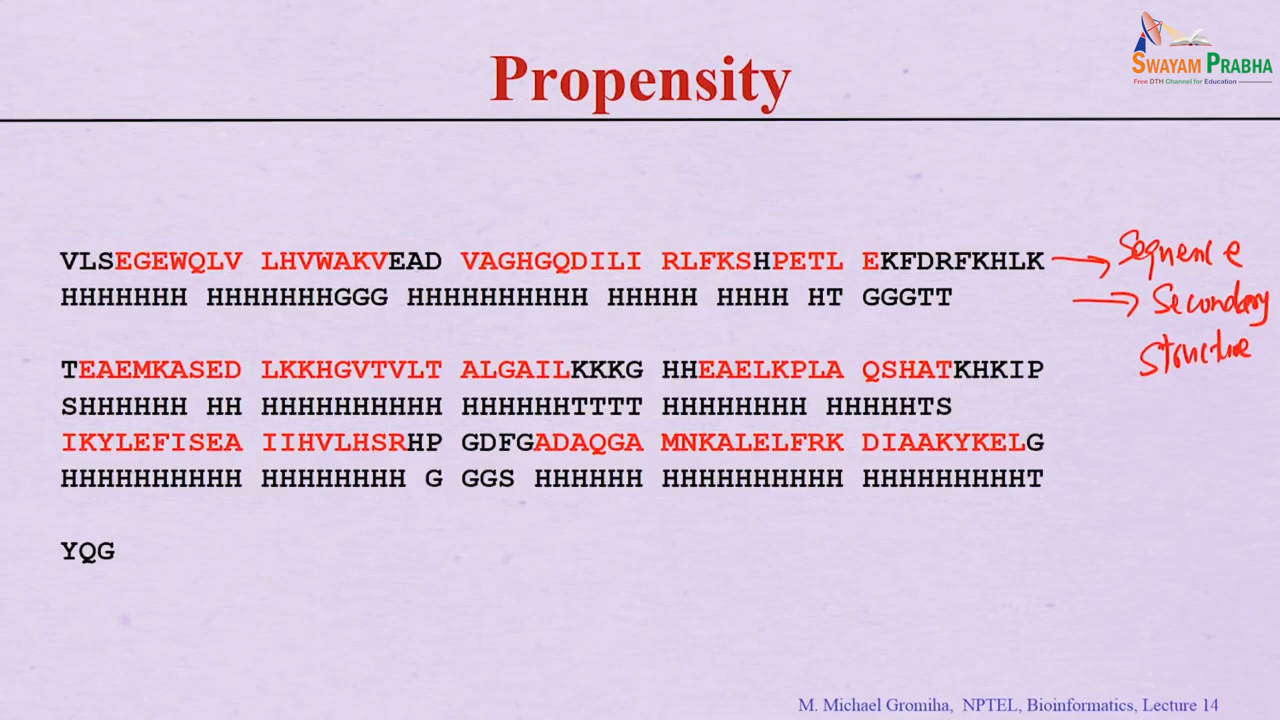 SWAYAM PRABHA
Free DTH Channel for Education
Propensity
VLSEGEWQLV LHVWAKVEAD VAGHGQDILI RLFKSHPETL EKFDRFKHLK → Sequence
HHHHHHH HHHHHHHGGG HHHHHHHHHH HHHHH HHHH HT GGGTT → Secondary
Structure
TEAEMKASED LKKHGVTVLT ALGAILKKKG HHEAELKPLA QSHATKHKIP
SHHHHHH HH HHHHHHHHHH HHHHHHTTTT HHHHHHHH HHHHHTS
IKYLEFISEA IIHVLHSRHP GDFGADAQGA MNKALELFRK DIAAKYKELG
HHHHHHHHHH HHHHHHHH G GGS HHHHHH HHHHHHHHHH HHHHHHHHHT
YQG
M. Michael Gromiha, NPTEL, Bioinformatics, Lecture 14